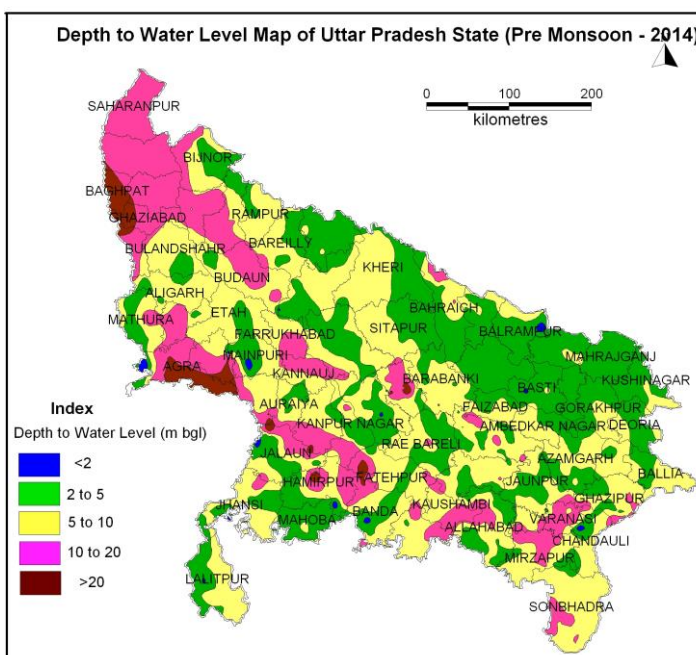 Depth to Water Level Map of Uttar Pradesh State (Pre Monsoon - 2014)
0 100 200
kilometres
SAHARANPUR
BIJNOR
BAGHPAT
GHAZIABAD
RAMPUR
BULANDSHAHR
BAREILLY
KHERI
BUDAUN
ALIGARH
BAHRAICH
MATHURA
ETAH
SITAPUR
BALRAMPUR
FARRUKHABAD
MAHRAJGANJ
MAINPURI
AGRA
KANNAUJ
BARABANKI
BASTI
KUSHINAGAR
AURAIYA
FAIZABAD
GORAKHPUR
KANPUR NAGAR
AMBEDKAR NAGAR
DEORIA
RAE BARELI
JALAUN
AZAMGARH
HAMIRPUR
FATEHPUR
JAUNPUR
BALLIA
JHANSI
KAUSHAMBI
GHAZIPUR
MAHOBA
BANDA
ALLAHABAD
VARANASI
CHANDAULI
MIRZAPUR
LALITPUR
SONBHADRA
Index
Depth to Water Level (m bgl)
<2
2 to 5
5 to 10
10 to 20
>20